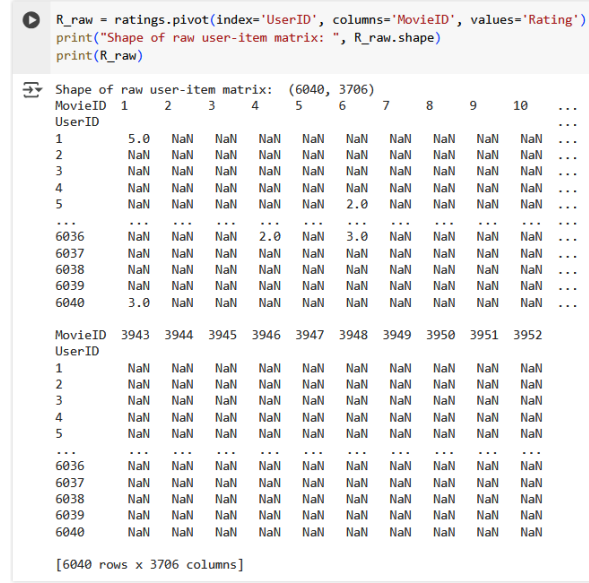 R_raw = ratings.pivot(index='UserID', columns='MovieID', values='Rating')
print("Shape of raw user-item matrix: ", R_raw.shape)
print(R_raw)
Shape of raw user-item matrix:  (6040, 3706)
MovieID  1     2     3     4     5     6     7     8     9     10    ...
UserID                                                               ...
1         5.0   NaN   NaN   NaN   NaN   NaN   NaN   NaN   NaN   NaN  ...
2         NaN   NaN   NaN   NaN   NaN   NaN   NaN   NaN   NaN   NaN  ...
3         NaN   NaN   NaN   NaN   NaN   NaN   NaN   NaN   NaN   NaN  ...
4         NaN   NaN   NaN   NaN   NaN   NaN   NaN   NaN   NaN   NaN  ...
5         NaN   NaN   NaN   NaN   NaN   2.0   NaN   NaN   NaN   NaN  ...
...       ...   ...   ...   ...   ...   ...   ...   ...   ...   ...  ...
6036      NaN   NaN   NaN   2.0   NaN   3.0   NaN   NaN   NaN   NaN  ...
6037      NaN   NaN   NaN   NaN   NaN   NaN   NaN   NaN   NaN   NaN  ...
6038      NaN   NaN   NaN   NaN   NaN   NaN   NaN   NaN   NaN   NaN  ...
6039      NaN   NaN   NaN   NaN   NaN   NaN   NaN   NaN   NaN   NaN  ...
6040      3.0   NaN   NaN   NaN   NaN   NaN   NaN   NaN   NaN   NaN  ...
MovieID  3943  3944  3945  3946  3947  3948  3949  3950  3951  3952
UserID
1         NaN   NaN   NaN   NaN   NaN   NaN   NaN   NaN   NaN   NaN
2         NaN   NaN   NaN   NaN   NaN   NaN   NaN   NaN   NaN   NaN
3         NaN   NaN   NaN   NaN   NaN   NaN   NaN   NaN   NaN   NaN
4         NaN   NaN   NaN   NaN   NaN   NaN   NaN   NaN   NaN   NaN
5         NaN   NaN   NaN   NaN   NaN   NaN   NaN   NaN   NaN   NaN
...       ...   ...   ...   ...   ...   ...   ...   ...   ...   ...
6036      NaN   NaN   NaN   NaN   NaN   NaN   NaN   NaN   NaN   NaN
6037      NaN   NaN   NaN   NaN   NaN   NaN   NaN   NaN   NaN   NaN
6038      NaN   NaN   NaN   NaN   NaN   NaN   NaN   NaN   NaN   NaN
6039      NaN   NaN   NaN   NaN   NaN   NaN   NaN   NaN   NaN   NaN
6040      NaN   NaN   NaN   NaN   NaN   NaN   NaN   NaN   NaN   NaN
[6040 rows x 3706 columns]